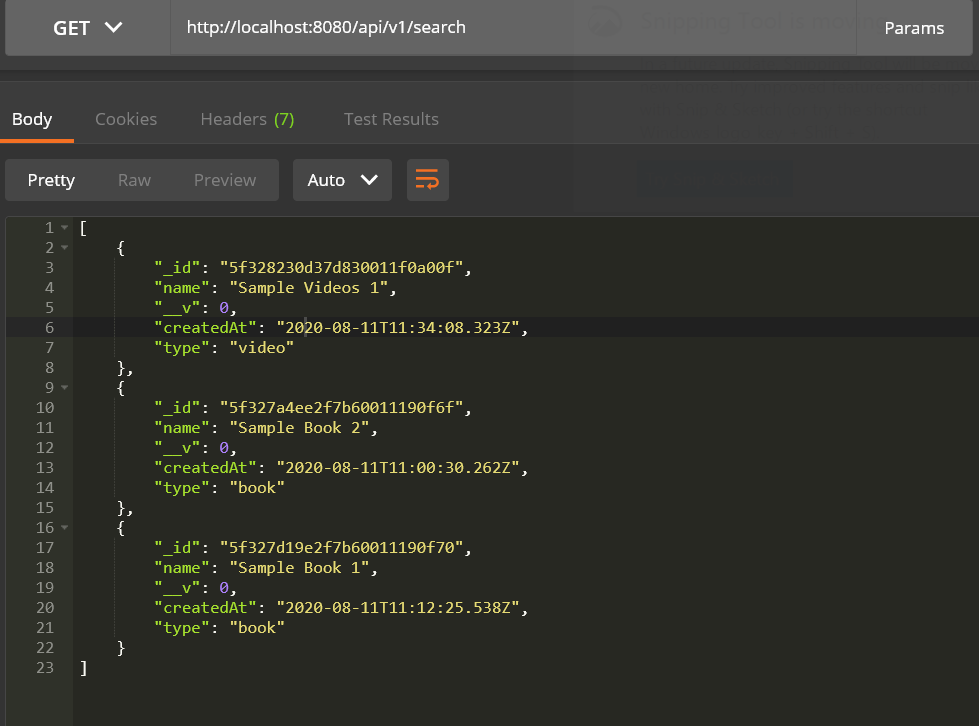 GET http://localhost:8080/api/v1/search Params
Body Cookies Headers (7) Test Results
Pretty Raw Preview Auto
1 [
2 {
3 "_id": "5f328230d37d830011f0a00f",
4 "name": "Sample Videos 1",
5 "__v": 0,
6 "createdAt": "2020-08-11T11:34:08.323Z",
7 "type": "video"
8 },
9 {
10 "_id": "5f327a4ee2f7b60011190f6f",
11 "name": "Sample Book 2",
12 "__v": 0,
13 "createdAt": "2020-08-11T11:00:30.262Z",
14 "type": "book"
15 },
16 {
17 "_id": "5f327d19e2f7b60011190f70",
18 "name": "Sample Book 1",
19 "__v": 0,
20 "createdAt": "2020-08-11T11:12:25.538Z",
21 "type": "book"
22 }
23 ]